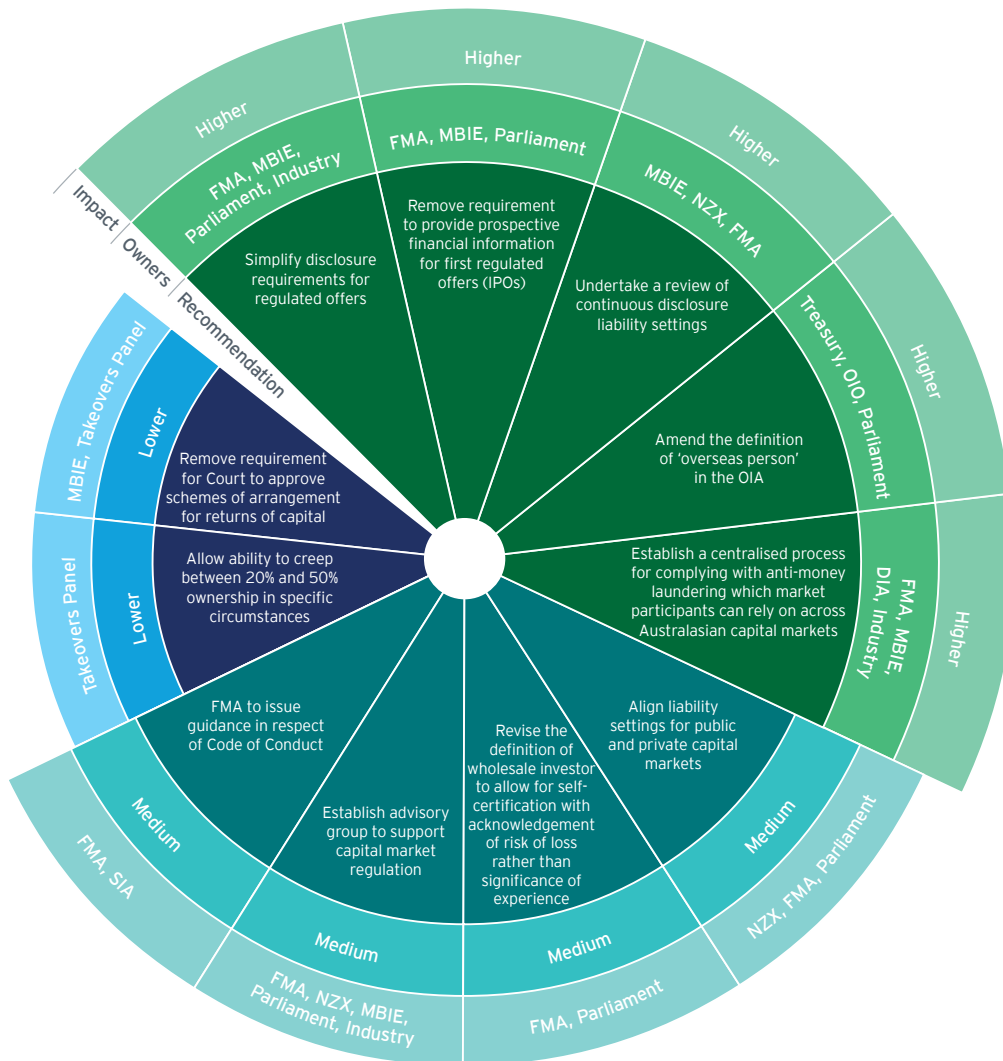 Impact
Owners
Recommendation
Higher
FMA, MBIE,
Parliament, Industry
Simplify disclosure
requirements for
regulated offers
Higher
FMA, MBIE, Parliament
Remove requirement
to provide prospective
financial information
for first regulated
offers (IPOs)
Higher
MBIE, NZX, FMA
Undertake a review of
continuous disclosure
liability settings
Higher
Treasury, OIO, Parliament
Amend the definition
of ‘overseas person’
in the OIA
Higher
FMA, MBIE,
DIA, Industry
Establish a centralised process
for complying with anti-money
laundering which market
participants can rely on across
Australasian capital markets
Align liability
settings for public
and private capital
markets
Medium
NZX, FMA, Parliament
Revise the
definition of
wholesale investor
to allow for self-
certification with
acknowledgement
of risk of loss
rather than
significance of
experience
Medium
FMA, Parliament
Establish advisory
group to support
capital market
regulation
Medium
FMA, NZX, MBIE,
Parliament, Industry
FMA to issue
guidance in respect
of Code of Conduct
Medium
FMA, SIA
Allow ability to creep
between 20% and 50%
ownership in specific
circumstances
Lower
Takeovers Panel
Remove requirement
for Court to approve
schemes of arrangement
for returns of capital
Lower
MBIE, Takeovers Panel